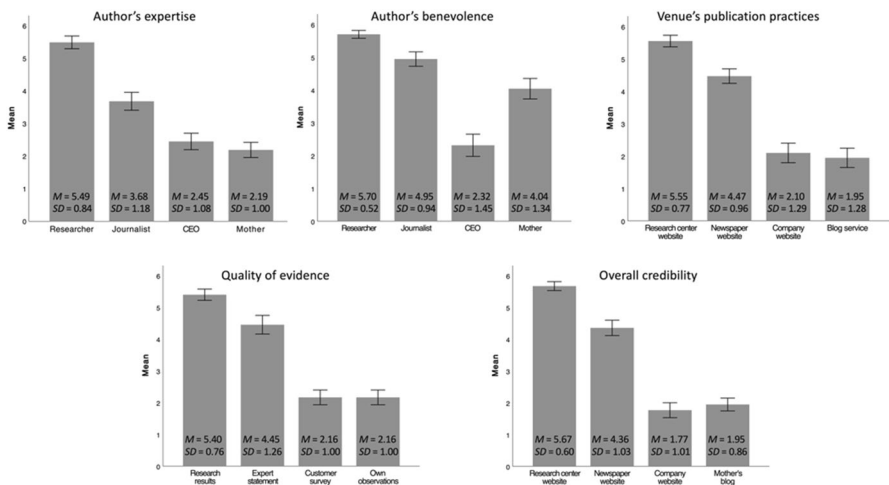 Author's expertise
6
5
4
3
2
1
0
Mean
M = 5.49
SD = 0.84
M = 3.68
SD = 1.18
M = 2.45
SD = 1.08
M = 2.19
SD = 1.00
Researcher
Journalist
CEO
Mother
Author's benevolence
6
5
4
3
2
1
0
Mean
M = 5.70
SD = 0.52
M = 4.95
SD = 0.94
M = 2.32
SD = 1.45
M = 4.04
SD = 1.34
Researcher
Journalist
CEO
Mother
Venue's publication practices
6
5
4
3
2
1
0
Mean
M = 5.55
SD = 0.77
M = 4.47
SD = 0.96
M = 2.10
SD = 1.29
M = 1.95
SD = 1.28
Research center
website
Newspaper
website
Company
website
Blog service
Quality of evidence
6
5
4
3
2
1
0
Mean
M = 5.40
SD = 0.76
M = 4.45
SD = 1.26
M = 2.16
SD = 1.00
M = 2.16
SD = 1.00
Research
results
Expert
statement
Customer
survey
Own
observations
Overall credibility
6
5
4
3
2
1
0
Mean
M = 5.67
SD = 0.60
M = 4.36
SD = 1.03
M = 1.77
SD = 1.01
M = 1.95
SD = 0.86
Research center
website
Newspaper
website
Company
website
Mother's
blog